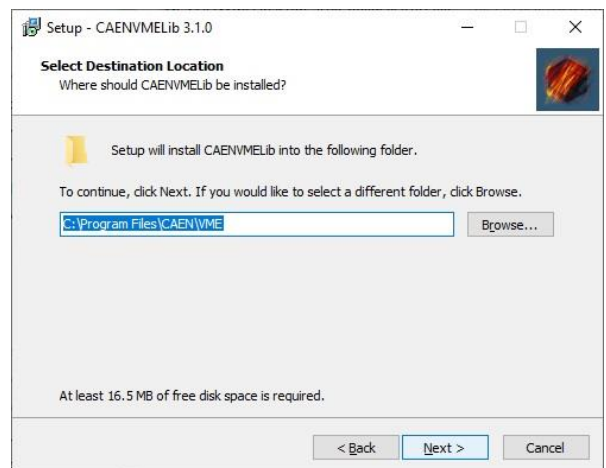 Setup - CAENVMELib 3.1.0
Select Destination Location
Where should CAENVMELib be installed?
Setup will install CAENVMELib into the following folder.
To continue, click Next. If you would like to select a different folder, click Browse.
C:\Program Files\CAEN\VME
Browse...
At least 16.5 MB of free disk space is required.
< Back
Next >
Cancel